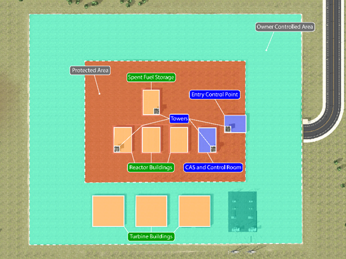 Owner Controlled Area
Protected Area
Spent Fuel Storage
Entry Control Point
Towers
Reactor Buildings
CAS and Control Room
Turbine Buildings